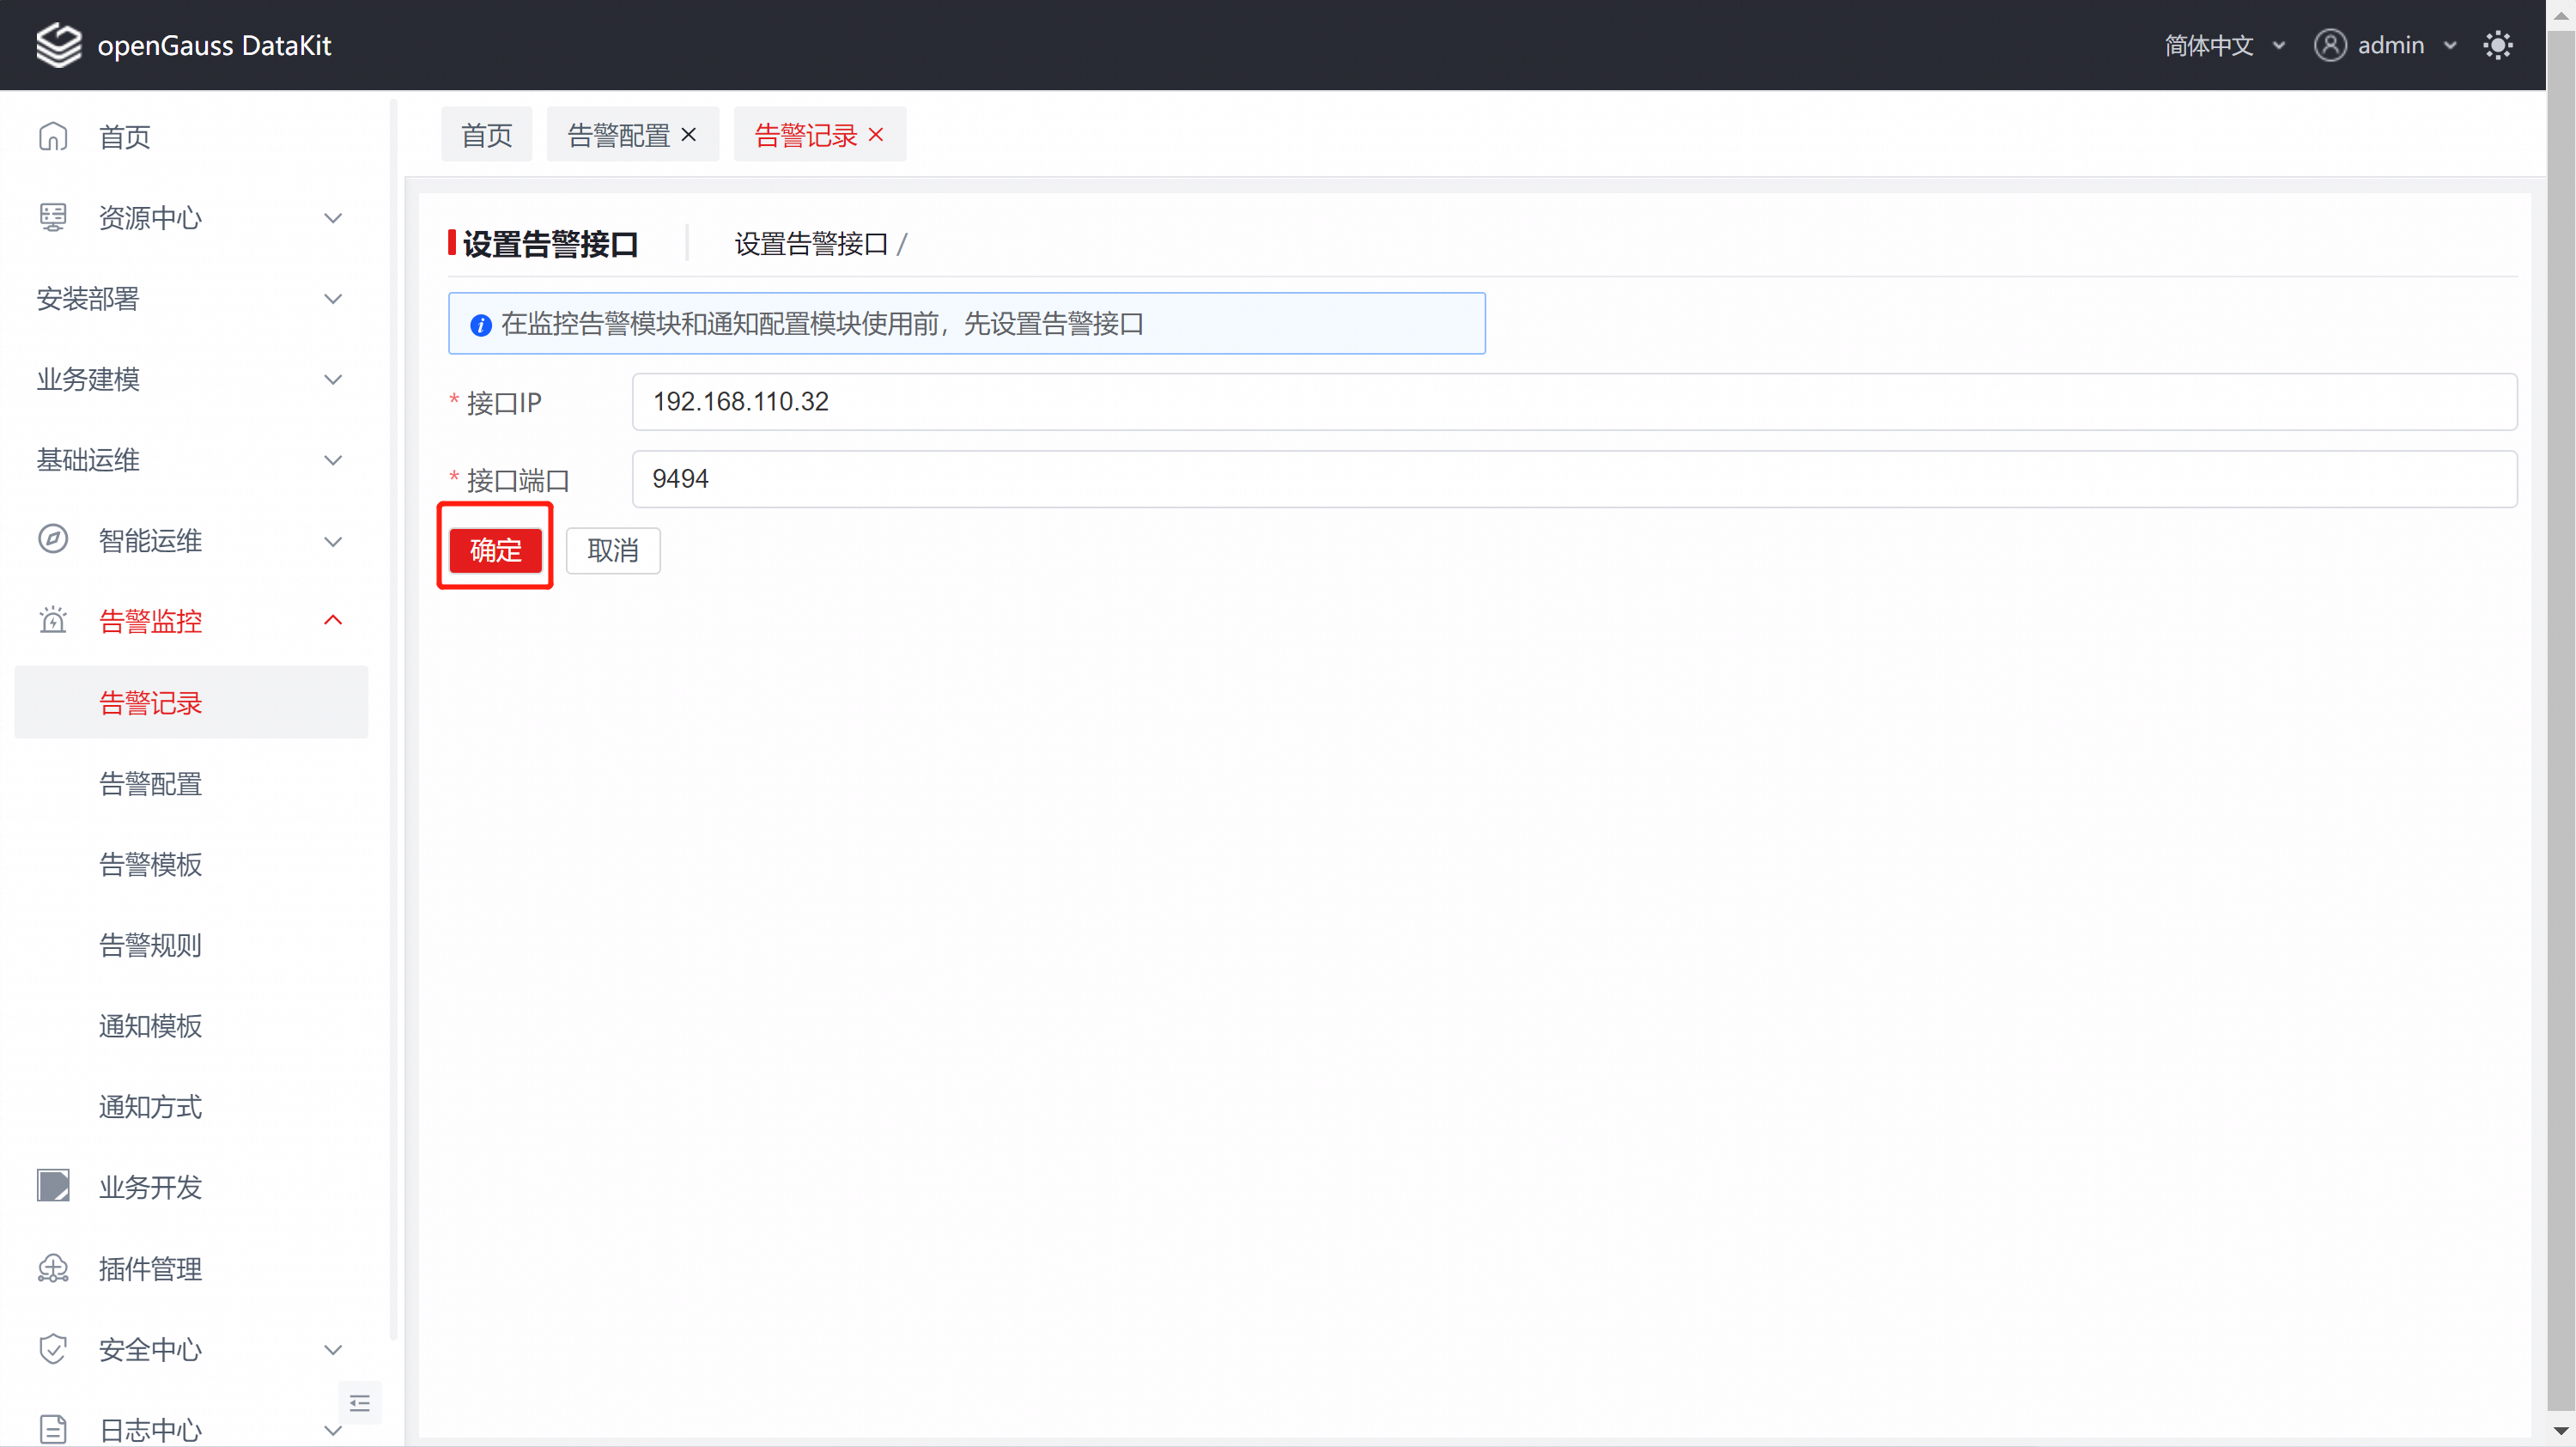 openGauss DataKit
简体中文
admin
首页
资源中心
安装部署
业务建模
基础运维
智能运维
告警监控
告警记录
告警配置
告警模板
告警规则
通知模板
通知方式
业务开发
插件管理
安全中心
日志中心
首页
告警配置 ×
告警记录 ×
设置告警接口
设置告警接口 /
在监控告警模块和通知配置模块使用前，先设置告警接口
* 接口IP
192.168.110.32
* 接口端口
9494
确定
取消